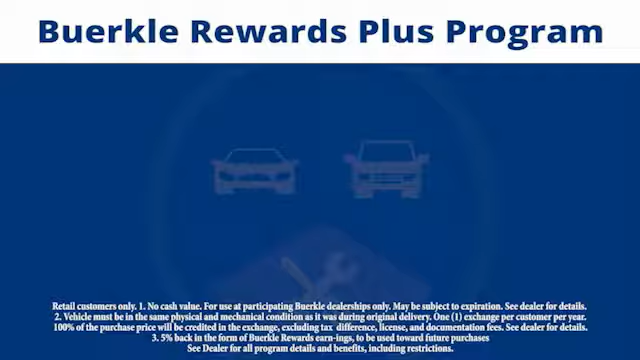 Buerkle Rewards Plus Program
Retail customers only. 1. No cash value. For use at participating Buerkle dealerships only. May be subject to expiration. See dealer for details.
2. Vehicle must be in the same physical and mechanical condition as it was during original delivery. One (1) exchange per customer per year.
100% of the purchase price will be credited in the exchange, excluding tax difference, license, and documentation fees. See dealer for details.
3. 5% back in the form of Buerkle Rewards earn-ings, to be used toward future purchases
See Dealer for all program details and benefits, including restrictions.